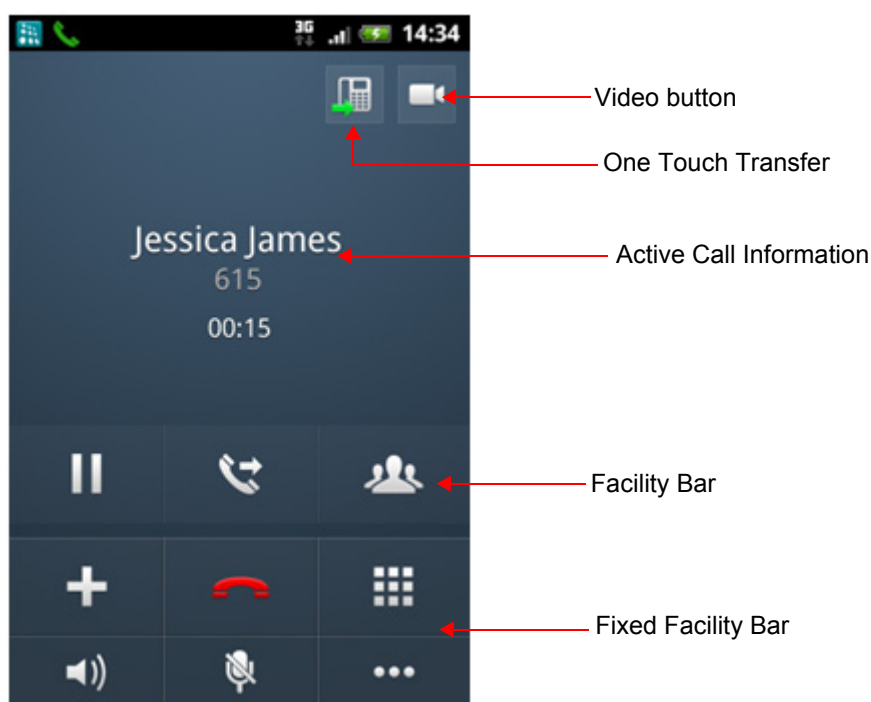 3G 14:34
Video button
One Touch Transfer
Jessica James
Active Call Information
615
00:15
Facility Bar
Fixed Facility Bar